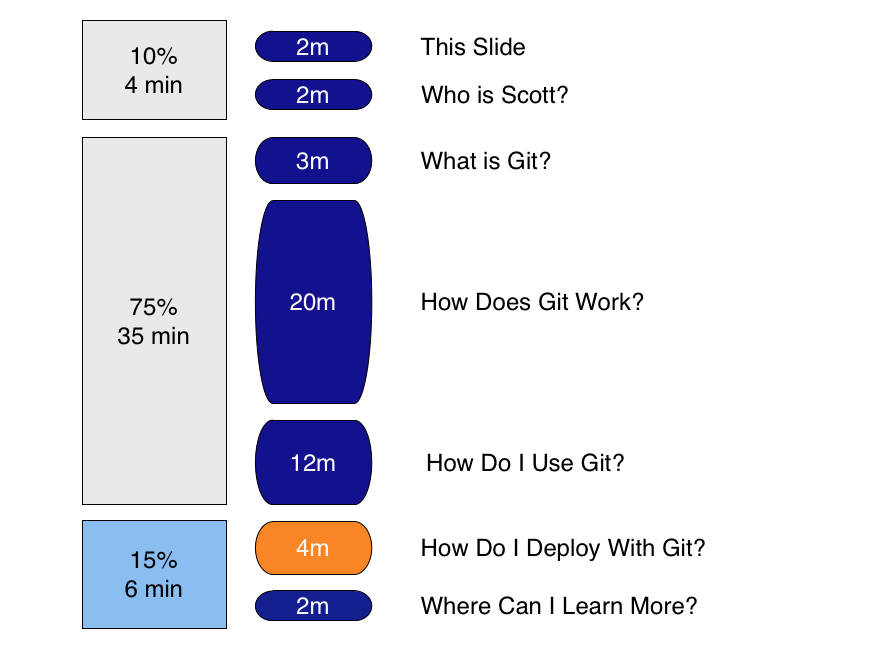 10%
4 min
2m
This Slide
2m
Who is Scott?
75%
35 min
3m
What is Git?
20m
How Does Git Work?
12m
How Do I Use Git?
15%
6 min
4m
How Do I Deploy With Git?
2m
Where Can I Learn More?